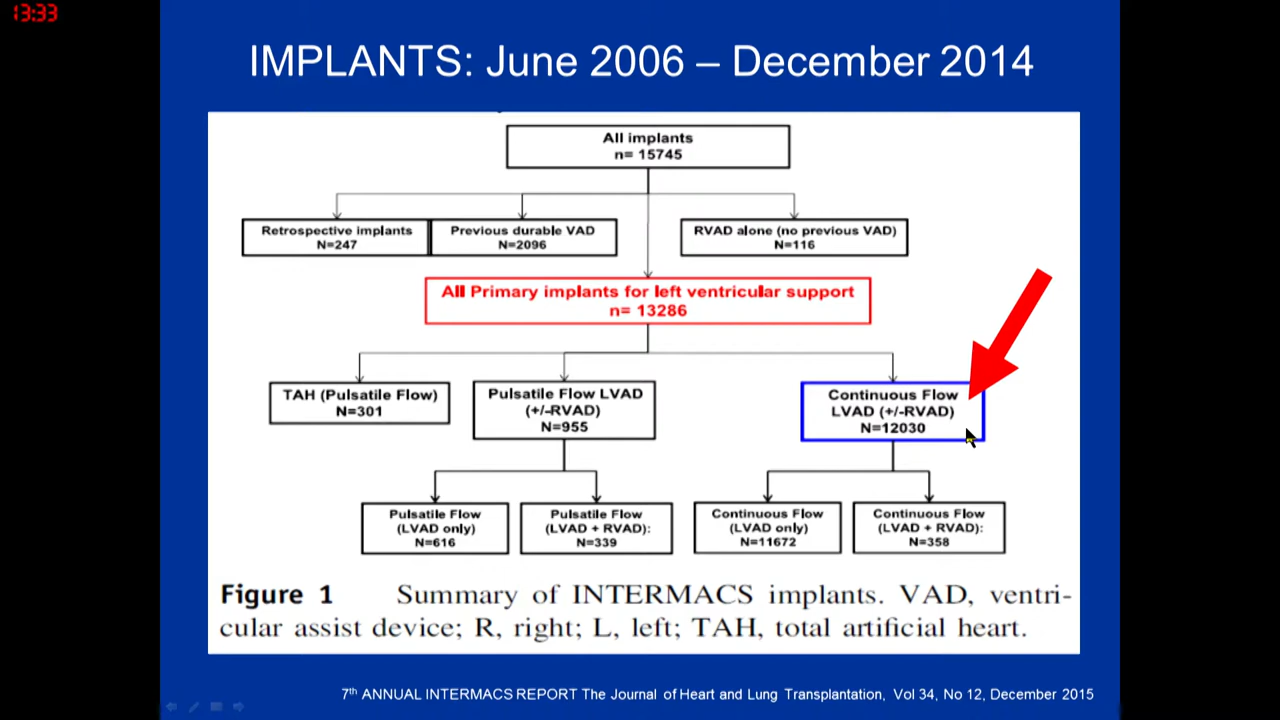 13:33
IMPLANTS: June 2006 – December 2014
All implants
n= 15745
Retrospective implants
N=247
Previous durable VAD
N=2096
RVAD alone (no previous VAD)
N=116
All Primary implants for left ventricular support
n= 13286
TAH (Pulsatile Flow)
N=301
Pulsatile Flow LVAD
(+/-RVAD)
N=955
Continuous Flow
LVAD (+/-RVAD)
N=12030
Pulsatile Flow
(LVAD only)
N=616
Pulsatile Flow
(LVAD + RVAD):
N=339
Continuous Flow
(LVAD only)
N=11672
Continuous Flow
(LVAD + RVAD):
N=358
Figure 1 Summary of INTERMACS implants. VAD, ventri-
cular assist device; R, right; L, left; TAH, total artificial heart.
7th ANNUAL INTERMACS REPORT The Journal of Heart and Lung Transplantation, Vol 34, No 12, December 2015